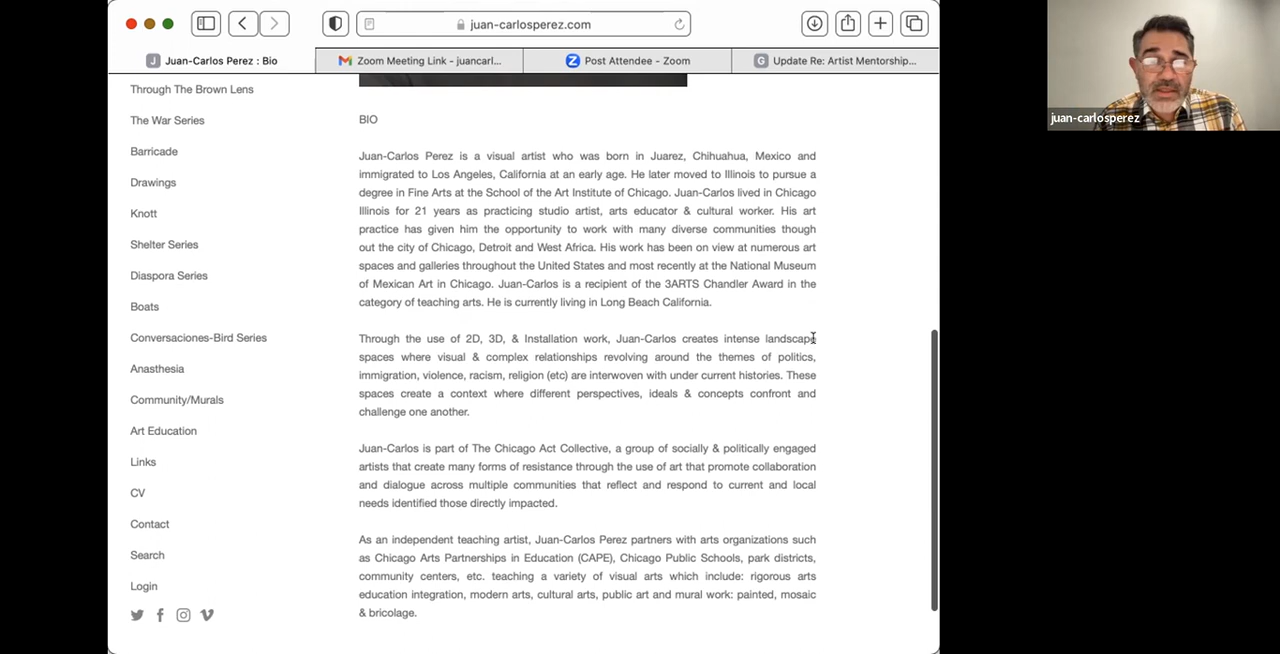 juan-carlosperez.com
Juan-Carlos Perez : Bio
Zoom Meeting Link - juancarl...
Post Attendee - Zoom
Update Re: Artist Mentorship...
juan-carlosperez
Through The Brown Lens
The War Series
Barricade
Drawings
Knott
Shelter Series
Diaspora Series
Boats
Conversaciones-Bird Series
Anasthesia
Community/Murals
Art Education
Links
CV
Contact
Search
Login
BIO
Juan-Carlos Perez is a visual artist who was born in Juarez, Chihuahua, Mexico and
immigrated to Los Angeles, California at an early age. He later moved to Illinois to pursue a
degree in Fine Arts at the School of the Art Institute of Chicago. Juan-Carlos lived in Chicago
Illinois for 21 years as practicing studio artist, arts educator & cultural worker. His art
practice has given him the opportunity to work with many diverse communities though
out the city of Chicago, Detroit and West Africa. His work has been on view at numerous art
spaces and galleries throughout the United States and most recently at the National Museum
of Mexican Art in Chicago. Juan-Carlos is a recipient of the 3ARTS Chandler Award in the
category of teaching arts. He is currently living in Long Beach California.
Through the use of 2D, 3D, & Installation work, Juan-Carlos creates intense landscape
spaces where visual & complex relationships revolving around the themes of politics,
immigration, violence, racism, religion (etc) are interwoven with under current histories. These
spaces create a context where different perspectives, ideals & concepts confront and
challenge one another.
Juan-Carlos is part of The Chicago Act Collective, a group of socially & politically engaged
artists that create many forms of resistance through the use of art that promote collaboration
and dialogue across multiple communities that reflect and respond to current and local
needs identified those directly impacted.
As an independent teaching artist, Juan-Carlos Perez partners with arts organizations such
as Chicago Arts Partnerships in Education (CAPE), Chicago Public Schools, park districts,
community centers, etc. teaching a variety of visual arts which include: rigorous arts
education integration, modern arts, cultural arts, public art and mural work: painted, mosaic
& bricolage.